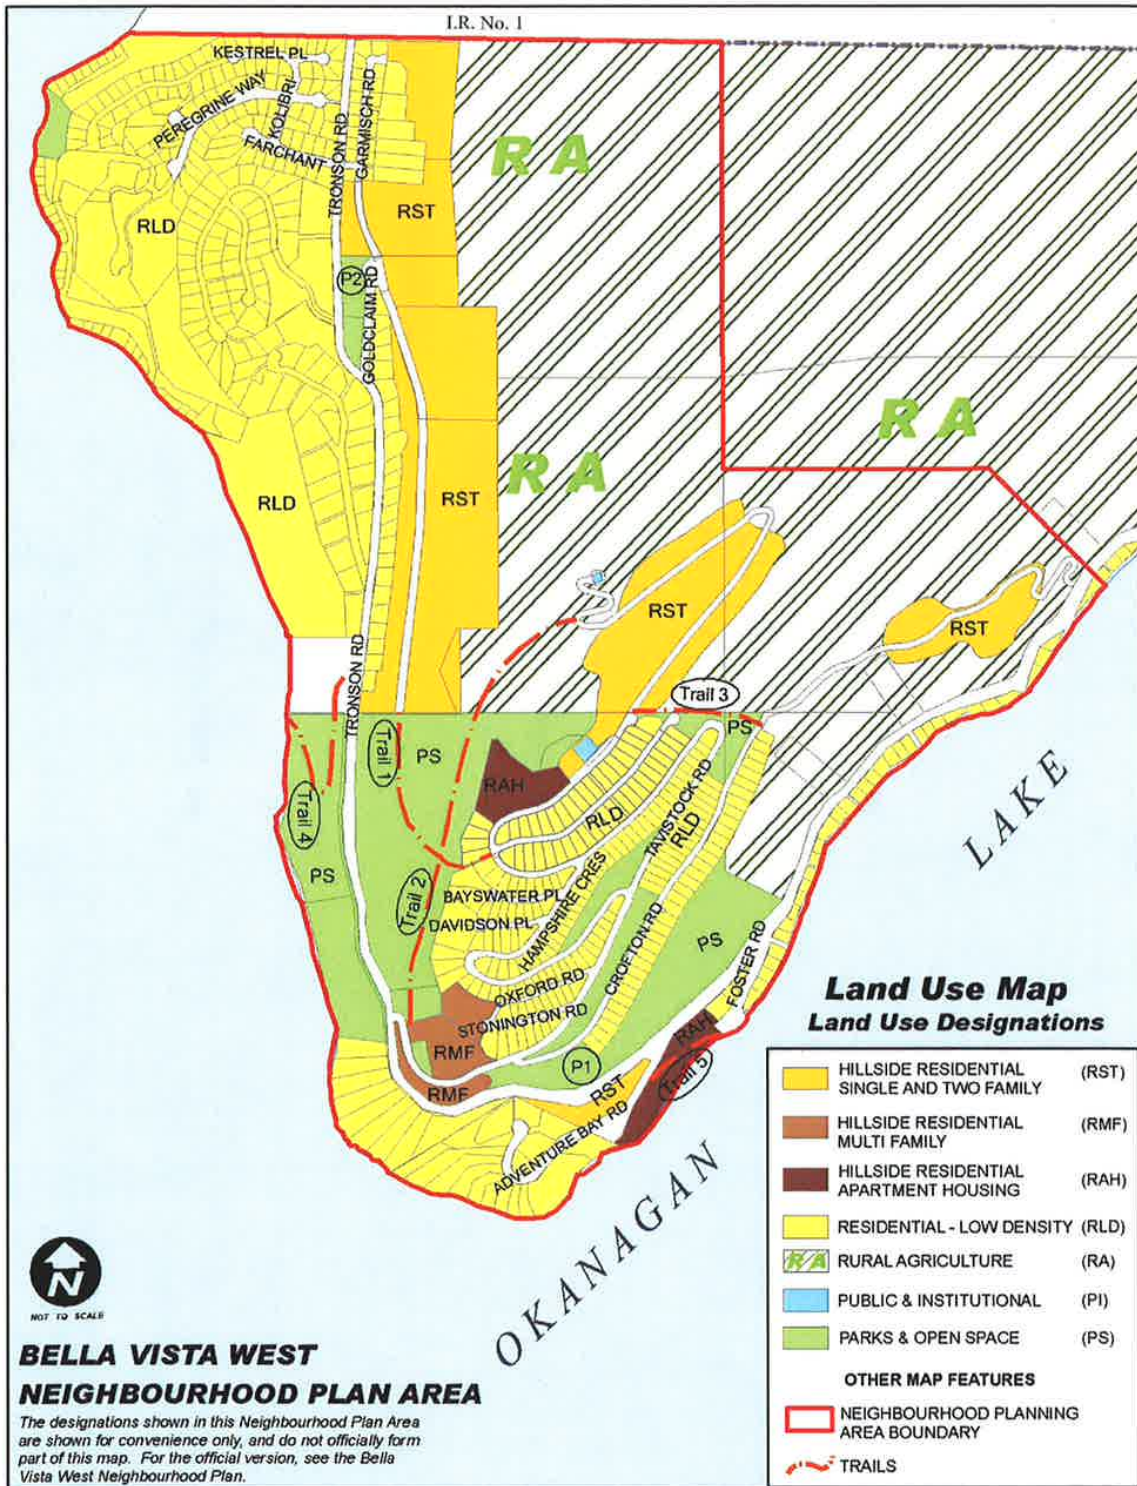 I.R. No. 1
KESTREL PL
PEREGRINE WAY
KOLIBRI
FARCHANT
TRONSON RD
GARMISCH RD
R A
RLD
RST
P2
GOLDCLAIM RD
R A
R A
RLD
RST
RST
RST
TRONSON RD
Trail 3
PS
Trail 1
PS
RAH
Trail 4
RLD
TAVISTOCK RD
RLD
PS
Trail 2
BAYSWATER PL
DAVIDSON PL
HAMPSHIRE CRES
CROFTON RD
PS
FOSTER RD
OXFORD RD
STONINGTON RD
RMF
RMF
P1
RAH
Trail 5
RST
ADVENTURE BAY RD
OKANAGAN
LAKE
Land Use Map
Land Use Designations
HILLSIDE RESIDENTIAL (RST)
SINGLE AND TWO FAMILY
HILLSIDE RESIDENTIAL (RMF)
MULTI FAMILY
HILLSIDE RESIDENTIAL
APARTMENT HOUSING (RAH)
RESIDENTIAL - LOW DENSITY (RLD)
RA RURAL AGRICULTURE (RA)
PUBLIC & INSTITUTIONAL (PI)
PARKS & OPEN SPACE (PS)
OTHER MAP FEATURES
NEIGHBOURHOOD PLANNING
AREA BOUNDARY
TRAILS
N
NOT TO SCALE
BELLA VISTA WEST
NEIGHBOURHOOD PLAN AREA
The designations shown in this Neighbourhood Plan Area
are shown for convenience only, and do not officially form
part of this map. For the official version, see the Bella
Vista West Neighbourhood Plan.